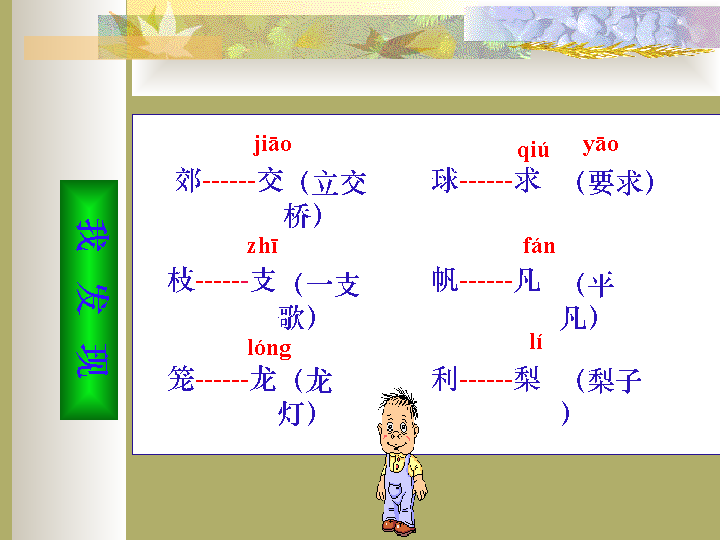 我发现
jiāo
郊------交（立交
桥）
zhī
枝------支（一支
歌）
lóng
笼------龙（龙
灯）
qiú yāo
球------求（要求）
fán
帆------凡（平
凡）
lí
利------梨（梨子
）